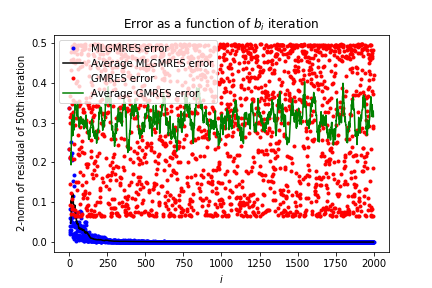 Error as a function of b_i iteration
MLGMRES error
Average MLGMRES error
GMRES error
Average GMRES error
2-norm of residual of 50th iteration
0.5
0.4
0.3
0.2
0.1
0.0
0 250 500 750 1000 1250 1500 1750 2000
i